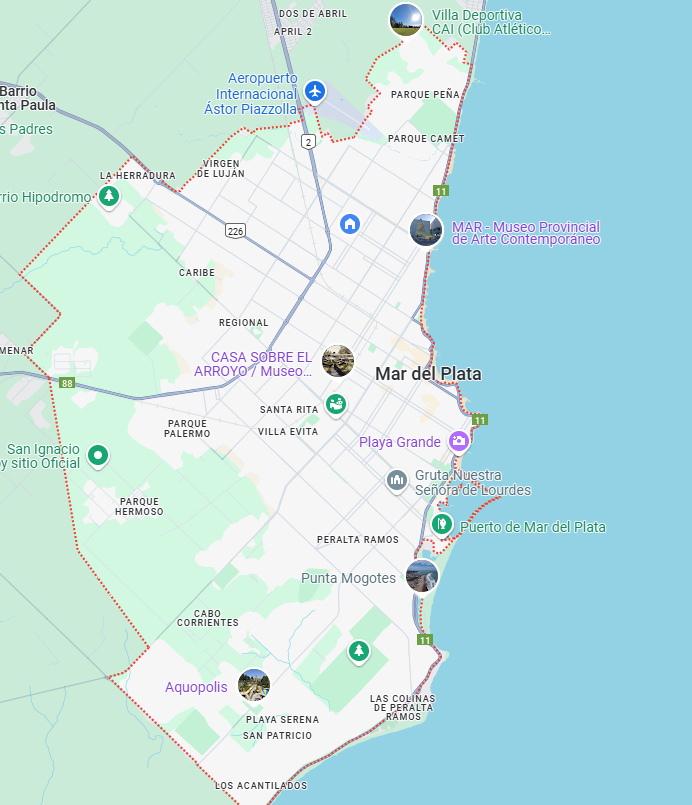 DOS DE ABRIL
Villa Deportiva
CAI (Club Atlético...
APRIL 2
Aeropuerto
Internacional
Ástor Piazzolla
Barrio
nta Paula
PARQUE PEÑA
s Padres
PARQUE CAMET
2
VIRGEN
DE LUJÁN
LA HERRADURA
rrio Hipodromo
11
226
MAR - Museo Provincial
de Arte Contemporáneo
CARIBE
REGIONAL
MENAR
CASA SOBRE EL
ARROYO / Museo...
Mar del Plata
88
SANTA RITA
11
PARQUE
PALERMO
VILLA EVITA
Playa Grande
San Ignacio
oy sitio Oficial
Gruta Nuestra
Señora de Lourdes
PARQUE
HERMOSO
Puerto de Mar del Plata
PERALTA RAMOS
Punta Mogotes
CABO
CORRIENTES
11
Aquopolis
LAS COLINAS
DE PERALTA
RAMOS
PLAYA SERENA
SAN PATRICIO
LOS ACANTILADOS